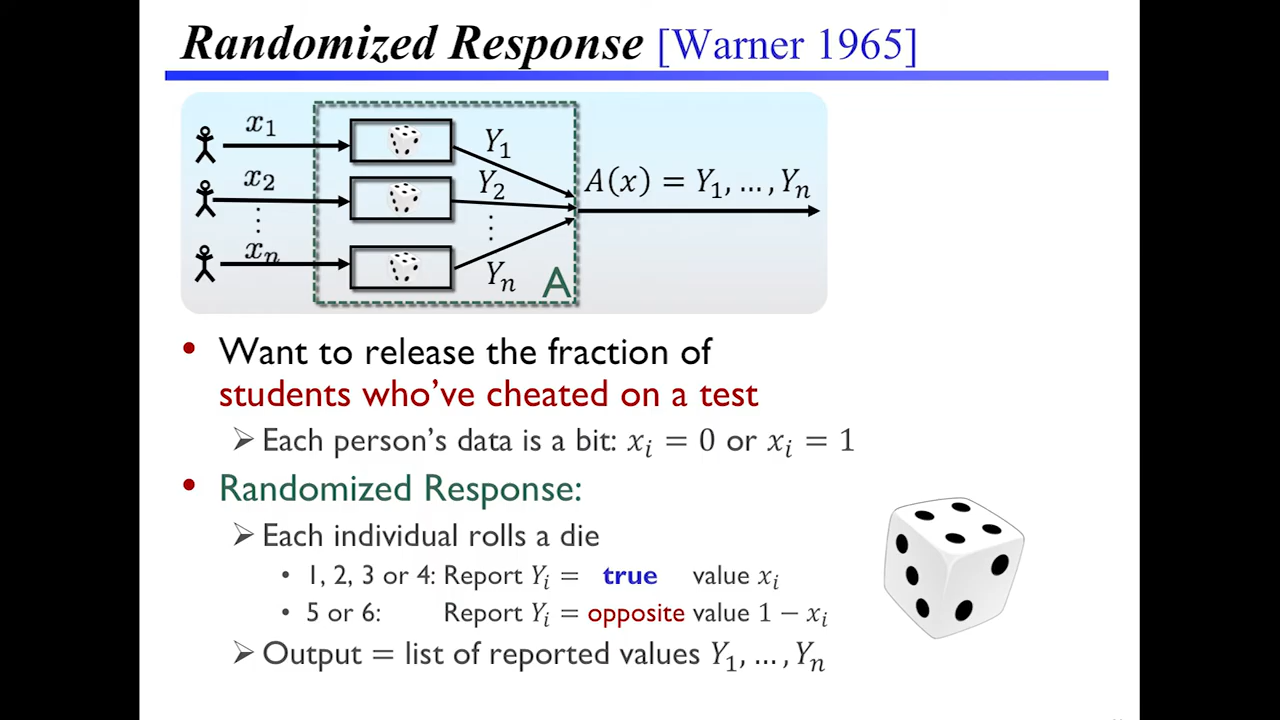 Randomized Response [Warner 1965]
x₁
x₂
⋮
xₙ
Y₁
Y₂
⋮
Yₙ
A
A(x) = Y₁, …, Yₙ
• Want to release the fraction of
students who’ve cheated on a test
➢ Each person’s data is a bit: xᵢ = 0 or xᵢ = 1
• Randomized Response:
➢ Each individual rolls a die
• 1, 2, 3 or 4: Report Yᵢ = true value xᵢ
• 5 or 6: Report Yᵢ = opposite value 1 − xᵢ
➢ Output = list of reported values Y₁, …, Yₙ